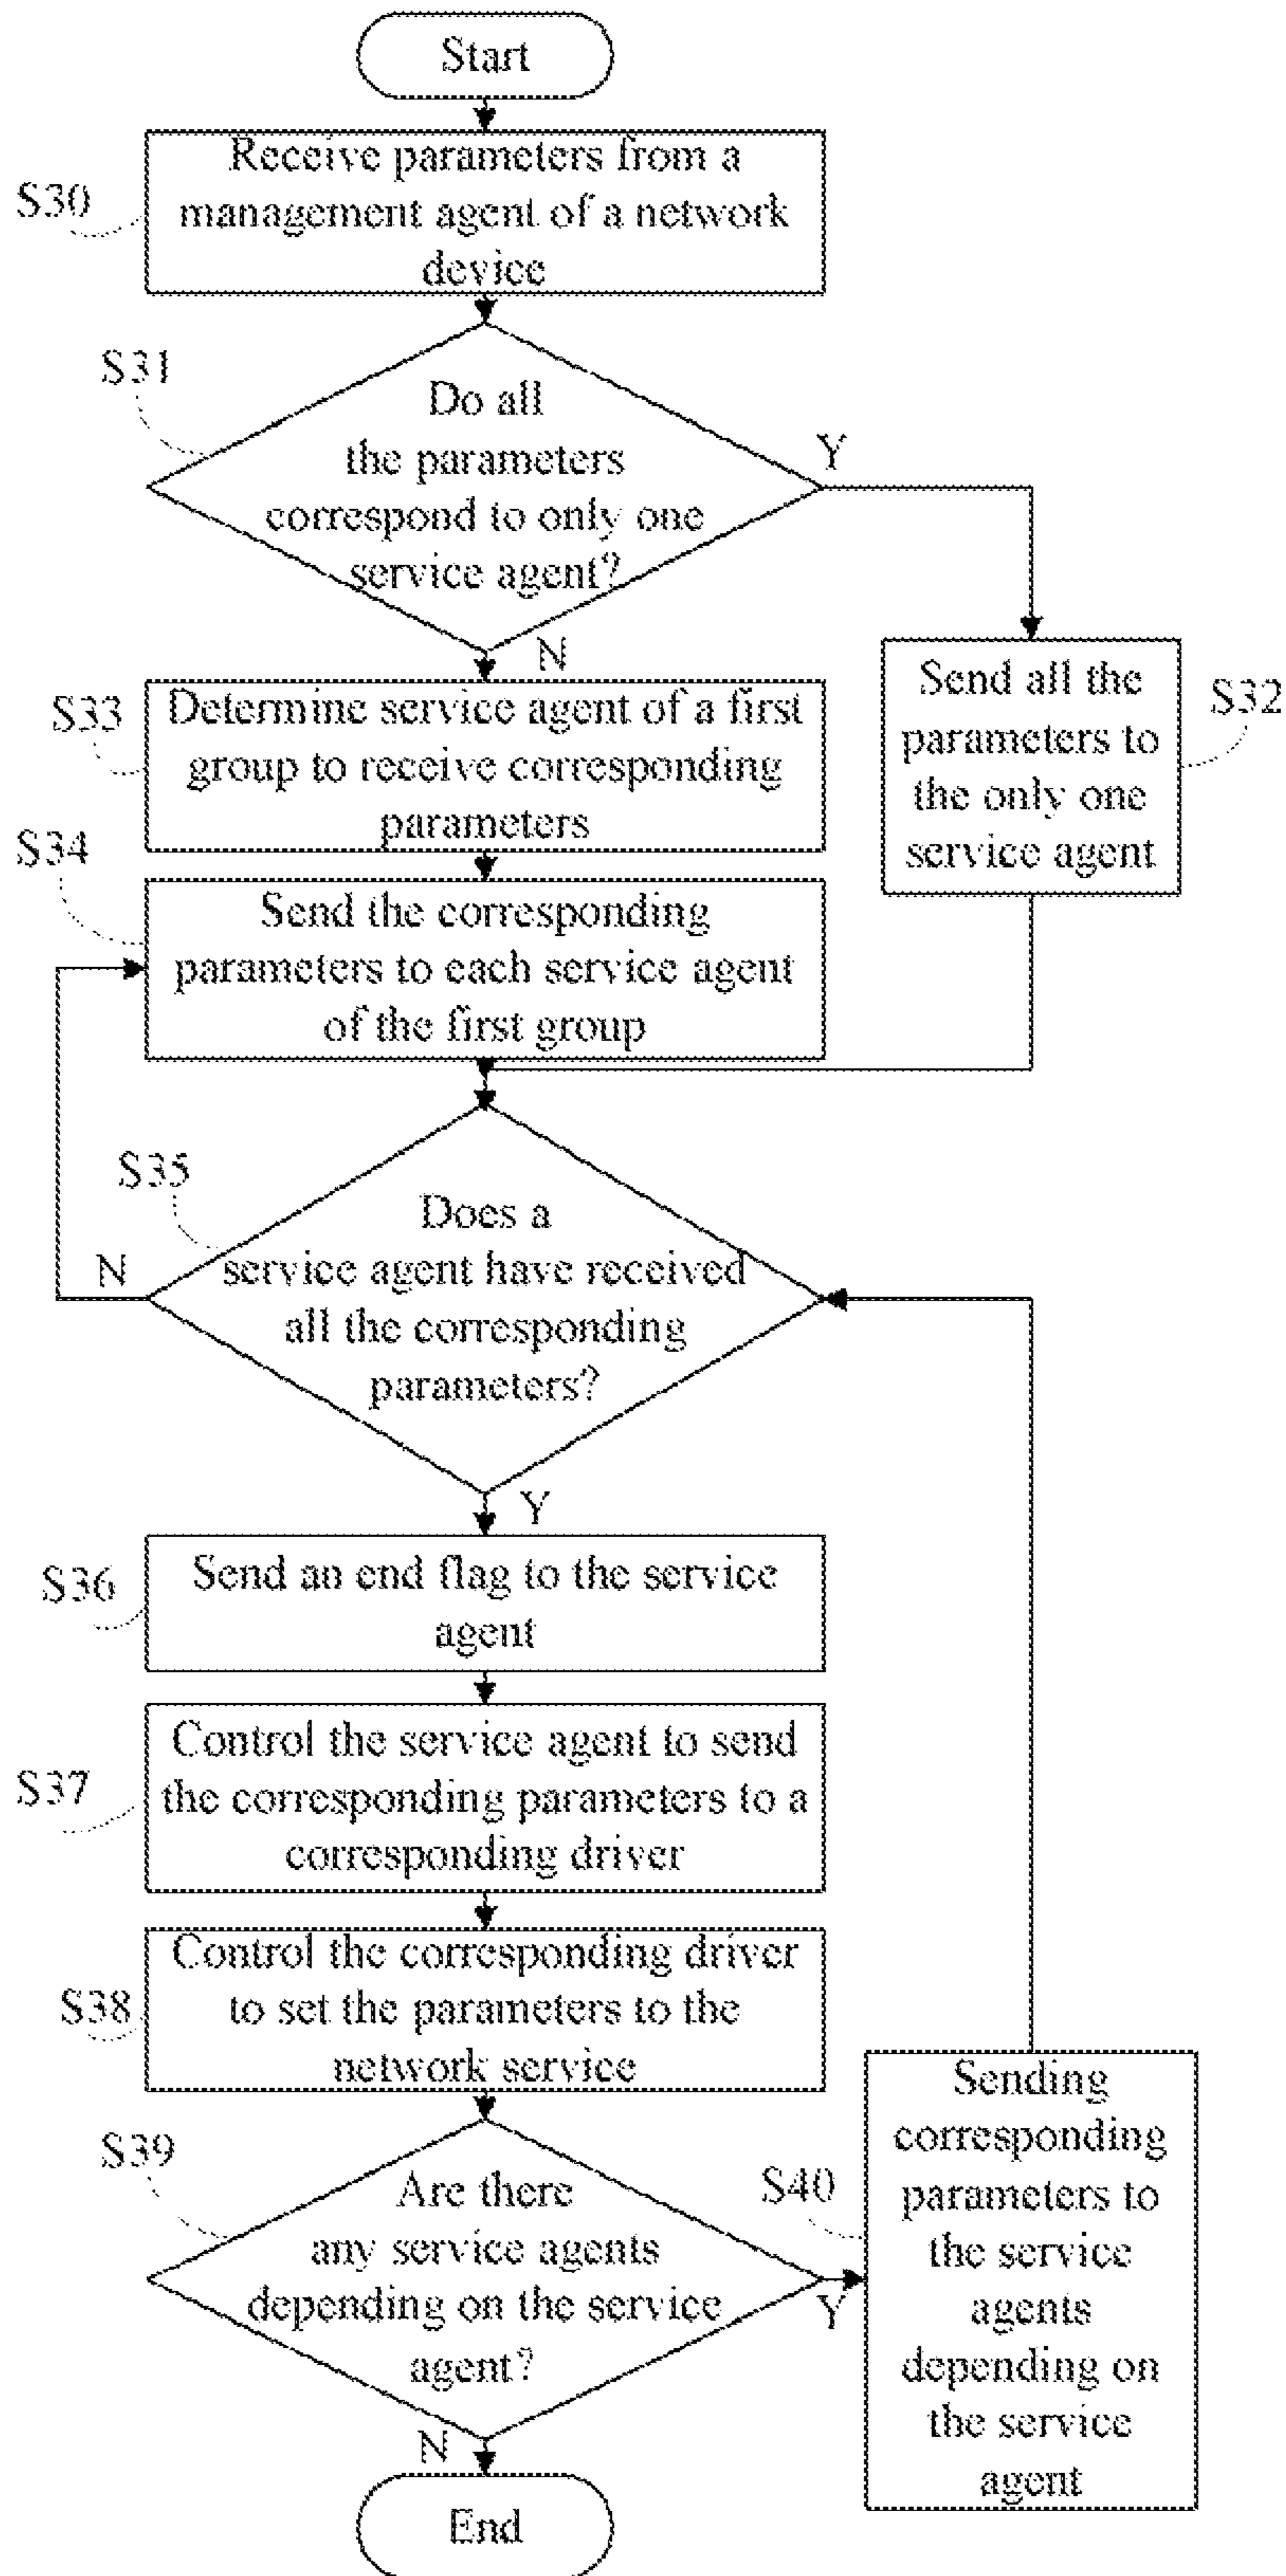 Start
S30
Receive parameters from a
management agent of a network
device
S31
Do all
the parameters
correspond to only one
service agent?
Y
N
S32
Send all the
parameters to
the only one
service agent
S33
Determine service agent of a first
group to receive corresponding
parameters
S34
Send the corresponding
parameters to each service agent
of the first group
S35
Does a
service agent have received
all the corresponding
parameters?
N
Y
S36
Send an end flag to the service
agent
S37
Control the service agent to send
the corresponding parameters to a
corresponding driver
S38
Control the corresponding driver
to set the parameters to the
network service
S39
Are there
any service agents
depending on the service
agent?
Y
N
S40
Sending
corresponding
parameters to
the service
agents
depending on
the service
agent
End